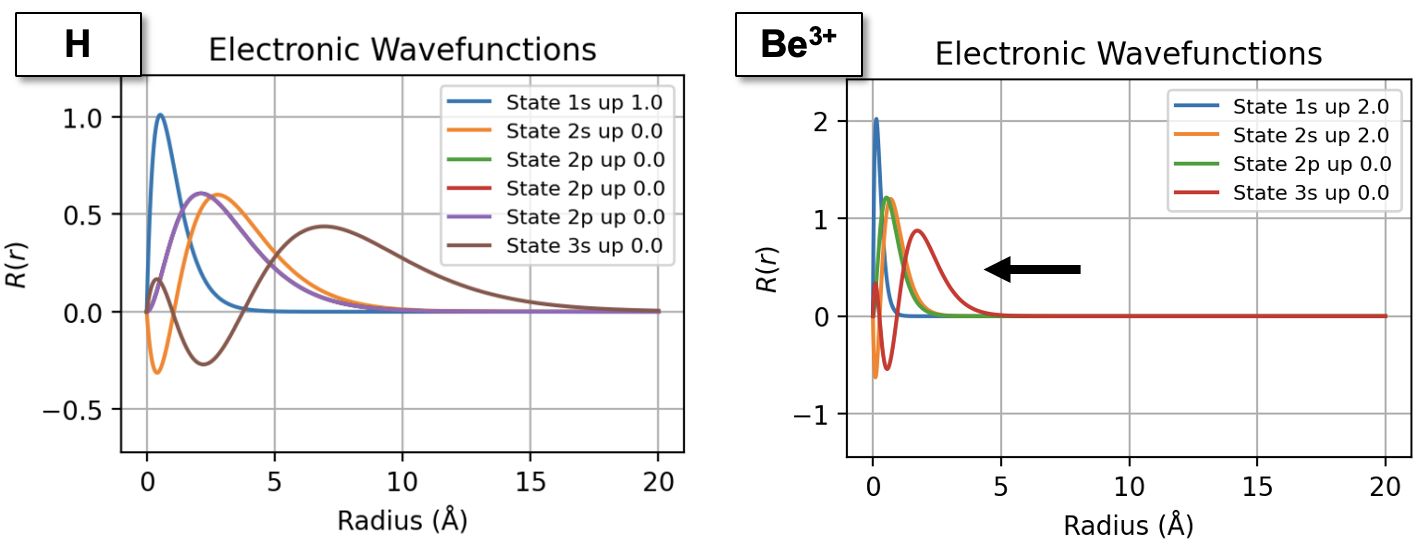 H
Electronic Wavefunctions
State 1s up 1.0
State 2s up 0.0
State 2p up 0.0
State 2p up 0.0
State 2p up 0.0
State 3s up 0.0
1.0
0.5
0.0
−0.5
R(r)
0 5 10 15 20
Radius (Å)
Be³⁺
Electronic Wavefunctions
State 1s up 2.0
State 2s up 2.0
State 2p up 0.0
State 3s up 0.0
2
1
0
−1
R(r)
0 5 10 15 20
Radius (Å)